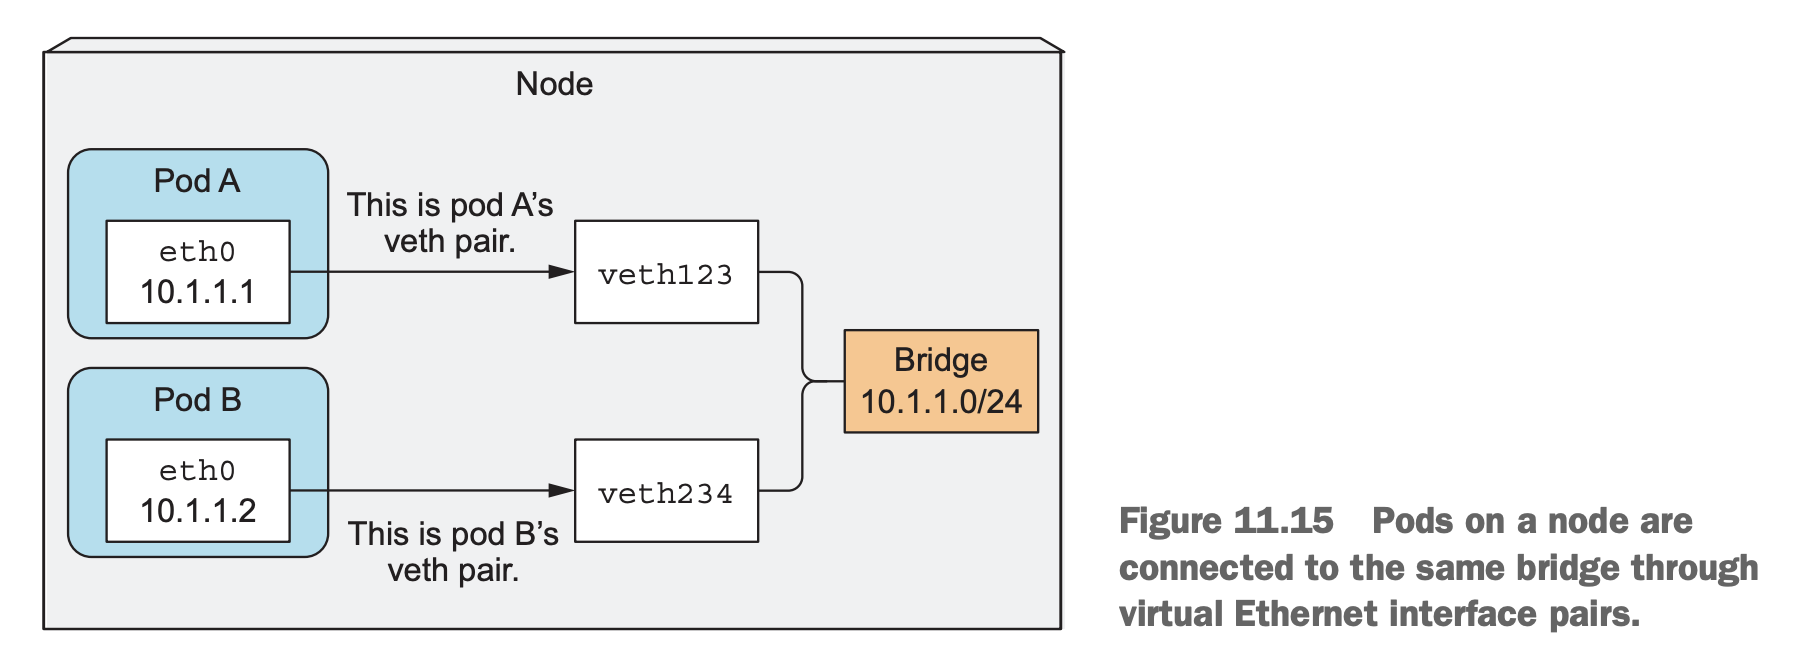 Node
Pod A
eth0
10.1.1.1
This is pod A’s
veth pair.
veth123
Bridge
10.1.1.0/24
Pod B
eth0
10.1.1.2
This is pod B’s
veth pair.
veth234
Figure 11.15 Pods on a node are
connected to the same bridge through
virtual Ethernet interface pairs.